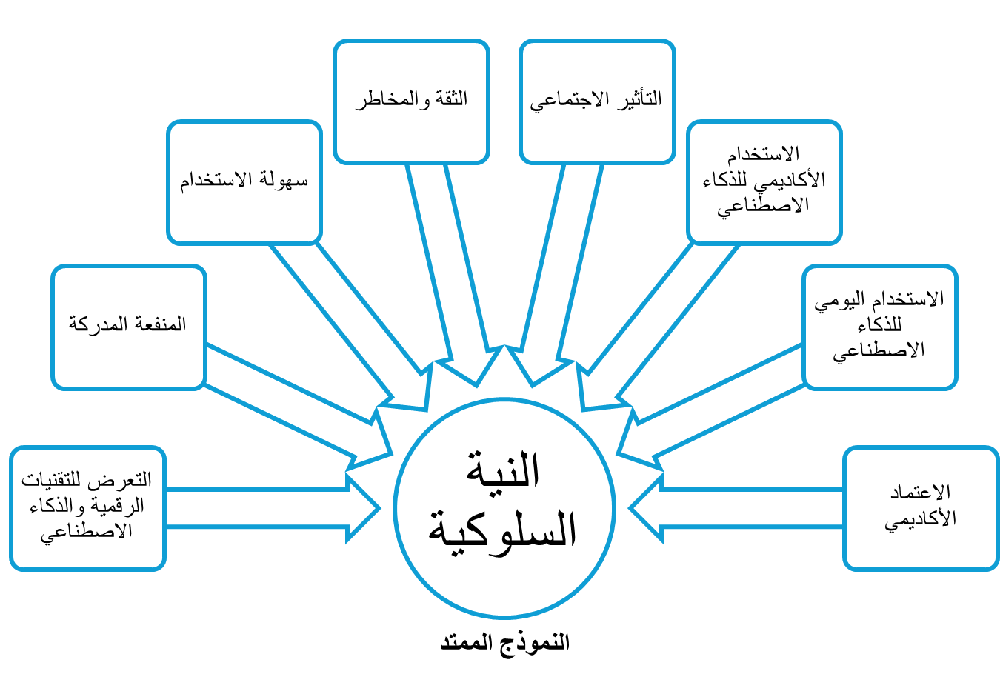 التأثير الاجتماعي
الثقة والمخاطر
الاستخدام
الأكاديمي للذكاء
الاصطناعي
سهولة الاستخدام
الاستخدام اليومي
للذكاء
الاصطناعي
المنفعة المدركة
الاعتماد
الأكاديمي
النية
السلوكية
التعرض للتقنيات
الرقمية والذكاء
الاصطناعي
النموذج الممتد